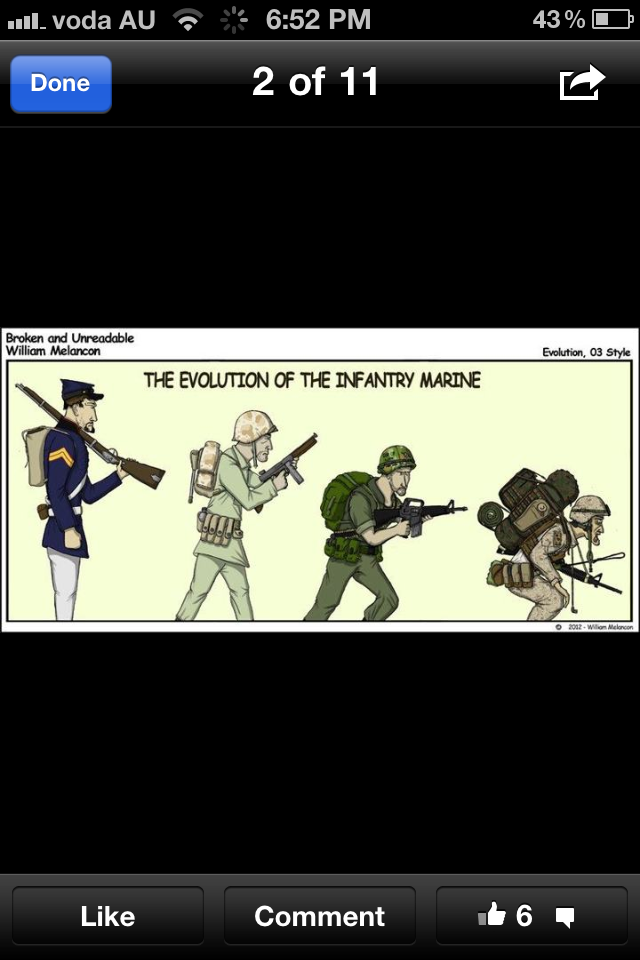 voda AU 6:52 PM 43%
Done 2 of 11
Broken and Unreadable
William Melancon
Evolution, 03 Style
THE EVOLUTION OF THE INFANTRY MARINE
© 2012 - William Melancon
Like Comment 6